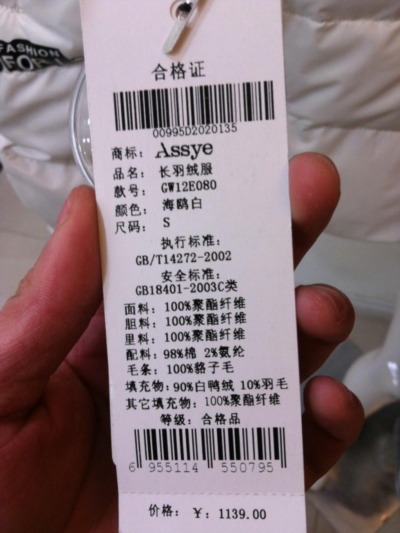 FASHION
合格证
00995D2020135
商标: Assye
品名: 长羽绒服
款号: GW12E080
颜色: 海鸥白
尺码: S
执行标准:
GB/T14272-2002
安全标准:
GB18401-2003C类
面料: 100%聚酯纤维
胆料: 100%聚酯纤维
里料: 100%聚酯纤维
配料: 98%棉 2%氨纶
毛条: 100%貉子毛
填充物: 90%白鸭绒 10%羽毛
其它填充物: 100%聚酯纤维
等级: 合格品
6 955114 550795
价格: ¥: 1139.00